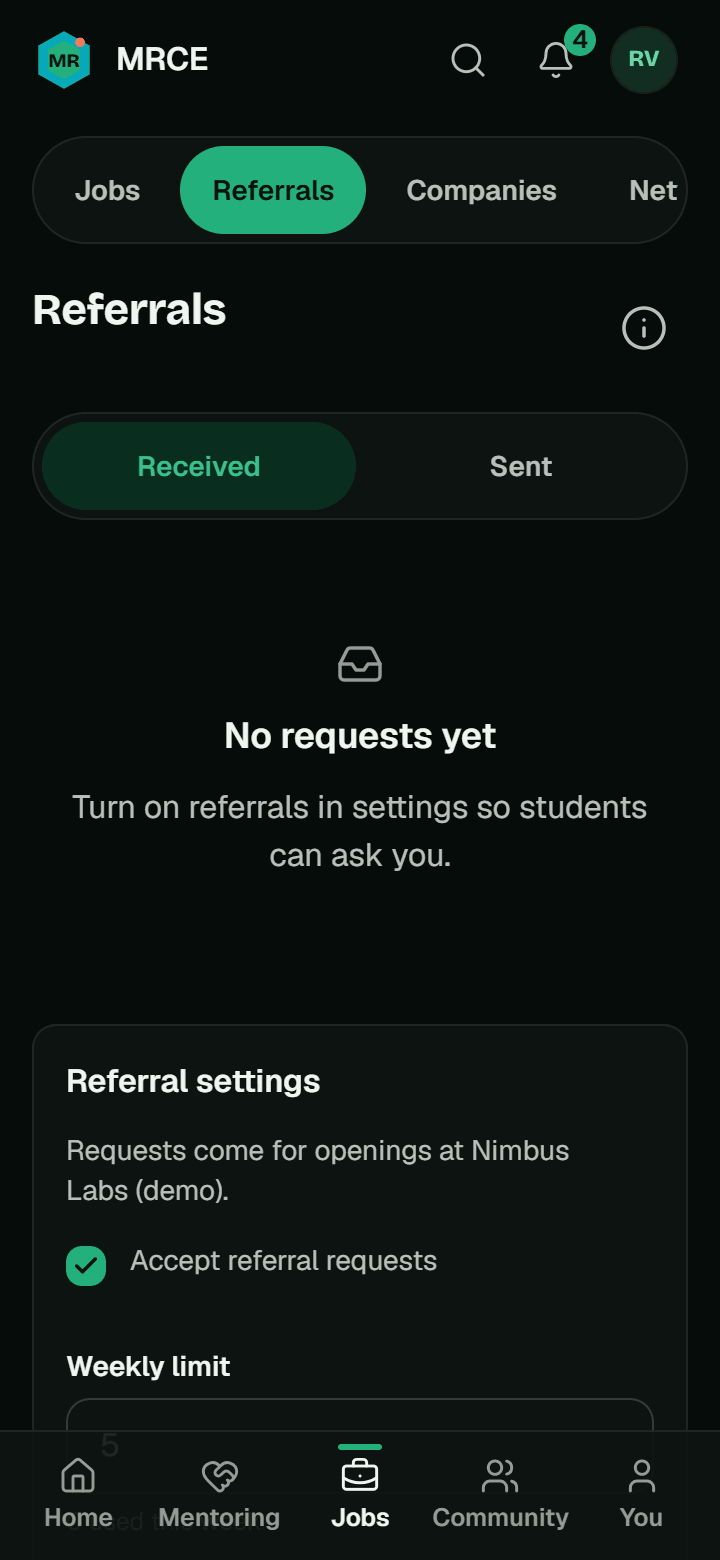 MR
MRCE
4
RV
Jobs
Referrals
Companies
Net
Referrals
Received
Sent
No requests yet
Turn on referrals in settings so students
can ask you.
Referral settings
Requests come for openings at Nimbus
Labs (demo).
Accept referral requests
Weekly limit
5
Home
Mentoring
Jobs
Community
You